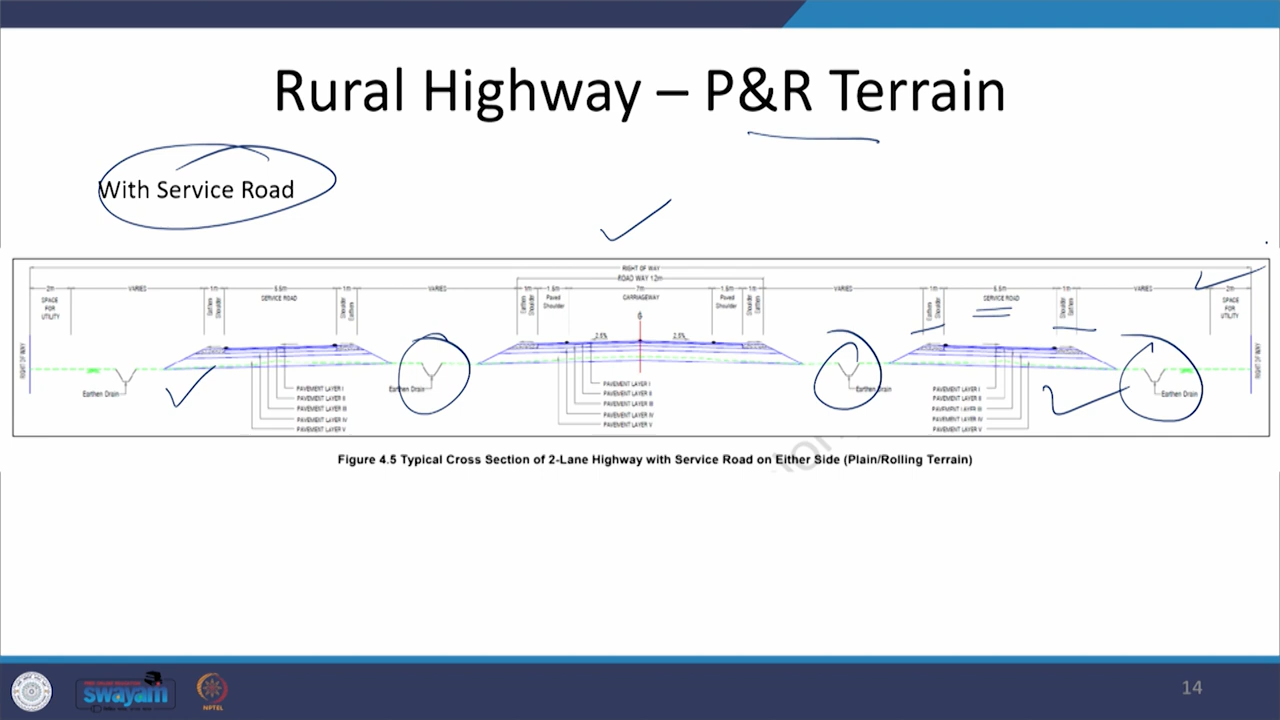 Rural Highway – P&R Terrain
With Service Road
RIGHT OF WAY
ROAD WAY 12m
2m VARIES 1m 5.5m 1m VARIES 1m 1.5m 7m 1.5m 1m VARIES 1m 5.5m 1m VARIES 2m
SPACE FOR UTILITY
Earthen Shoulder
SERVICE ROAD
Earthen Shoulder
Earthen Shoulder
Paved Shoulder
CARRIAGEWAY
Paved Shoulder
Earthen Shoulder
Earthen Shoulder
SERVICE ROAD
Earthen Shoulder
SPACE FOR UTILITY
2.5% 2.5%
RIGHT OF WAY
RIGHT OF WAY
Earthen Drain
Earthen Drain
Earthen Drain
Earthen Drain
PAVEMENT LAYER I
PAVEMENT LAYER II
PAVEMENT LAYER III
PAVEMENT LAYER IV
PAVEMENT LAYER V
PAVEMENT LAYER I
PAVEMENT LAYER II
PAVEMENT LAYER III
PAVEMENT LAYER IV
PAVEMENT LAYER V
PAVEMENT LAYER I
PAVEMENT LAYER II
PAVEMENT LAYER III
PAVEMENT LAYER IV
PAVEMENT LAYER V
Figure 4.5 Typical Cross Section of 2-Lane Highway with Service Road on Either Side (Plain/Rolling Terrain)
swayam
NPTEL
14